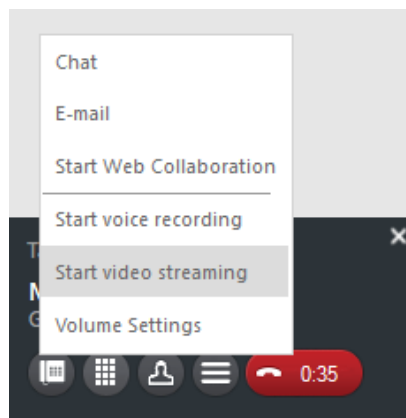 Chat
E-mail
Start Web Collaboration
Start voice recording
Start video streaming
Volume Settings
0:35